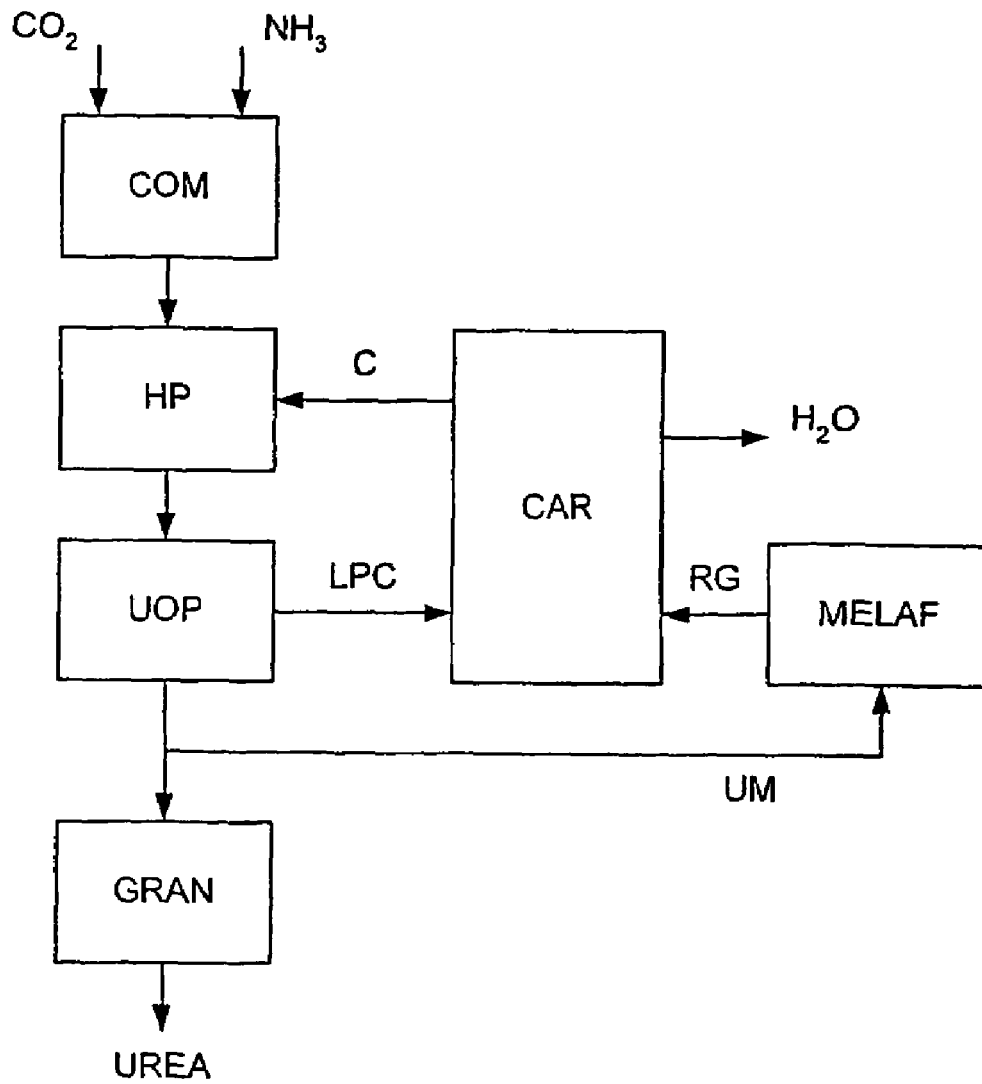 CO₂
NH₃
COM
HP
C
CAR
H₂O
UOP
LPC
RG
MELAF
UM
GRAN
UREA